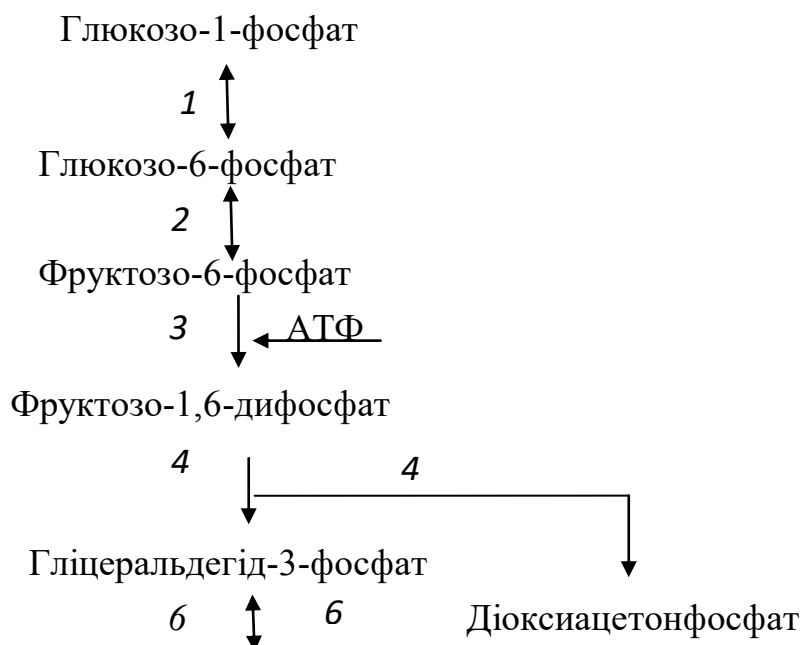 Глюкозо-1-фосфат
1
Глюкозо-6-фосфат
2
Фруктозо-6-фосфат
3 АТФ
Фруктозо-1,6-дифосфат
4 4
Гліцеральдегід-3-фосфат
6 6 Діоксиацетонфосфат